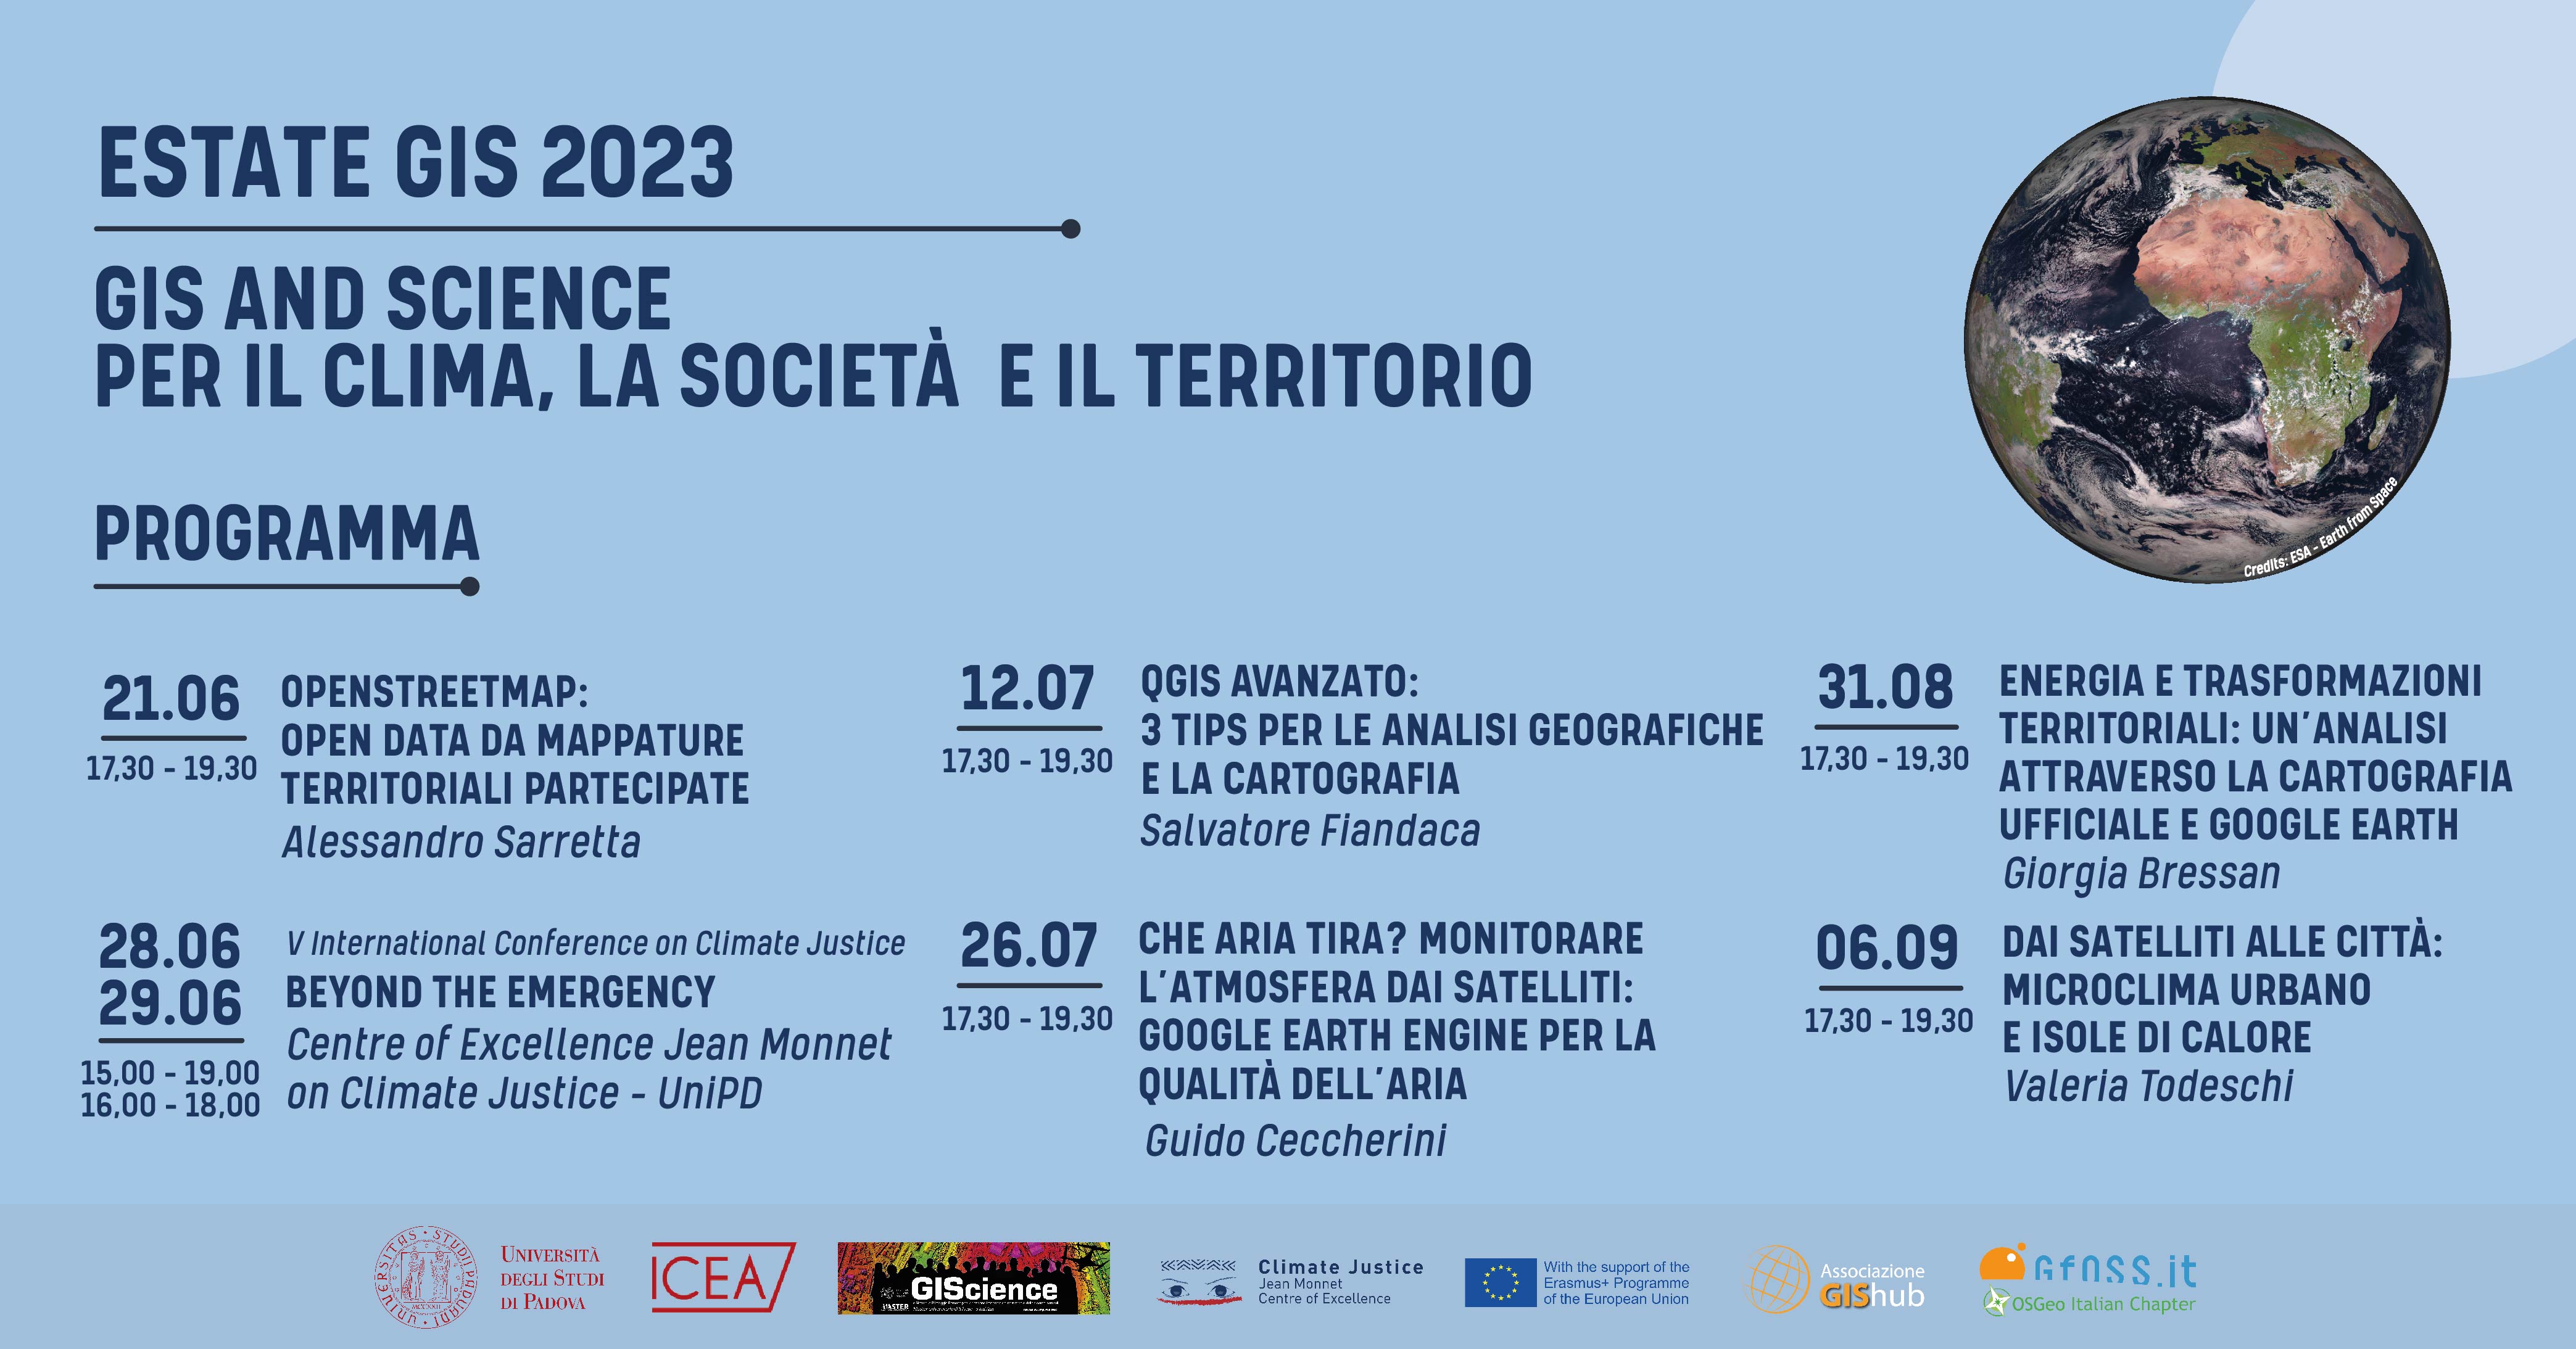 ESTATE GIS 2023
GIS AND SCIENCE
PER IL CLIMA, LA SOCIETÀ E IL TERRITORIO
Credits: ESA - Earth from Space
PROGRAMMA
21.06
17,30 - 19,30
OPENSTREETMAP:
OPEN DATA DA MAPPATURE
TERRITORIALI PARTECIPATE
Alessandro Sarretta
28.06
29.06
15,00 - 19,00
16,00 - 18,00
V International Conference on Climate Justice
BEYOND THE EMERGENCY
Centre of Excellence Jean Monnet
on Climate Justice - UniPD
12.07
17,30 - 19,30
QGIS AVANZATO:
3 TIPS PER LE ANALISI GEOGRAFICHE
E LA CARTOGRAFIA
Salvatore Fiandaca
26.07
17,30 - 19,30
CHE ARIA TIRA? MONITORARE
L'ATMOSFERA DAI SATELLITI:
GOOGLE EARTH ENGINE PER LA
QUALITÀ DELL'ARIA
Guido Ceccherini
31.08
17,30 - 19,30
ENERGIA E TRASFORMAZIONI
TERRITORIALI: UN'ANALISI
ATTRAVERSO LA CARTOGRAFIA
UFFICIALE E GOOGLE EARTH
Giorgia Bressan
06.09
17,30 - 19,30
DAI SATELLITI ALLE CITTÀ:
MICROCLIMA URBANO
E ISOLE DI CALORE
Valeria Todeschi
UNIVERSITAS STUDII PADUANI
UNIVERSITÀ
DEGLI STUDI
DI PADOVA
ICEA
GIScience
MASTER
Climate Justice
Jean Monnet
Centre of Excellence
With the support of the
Erasmus+ Programme
of the European Union
Associazione
GIShub
GFOSS.it
OSGeo Italian Chapter